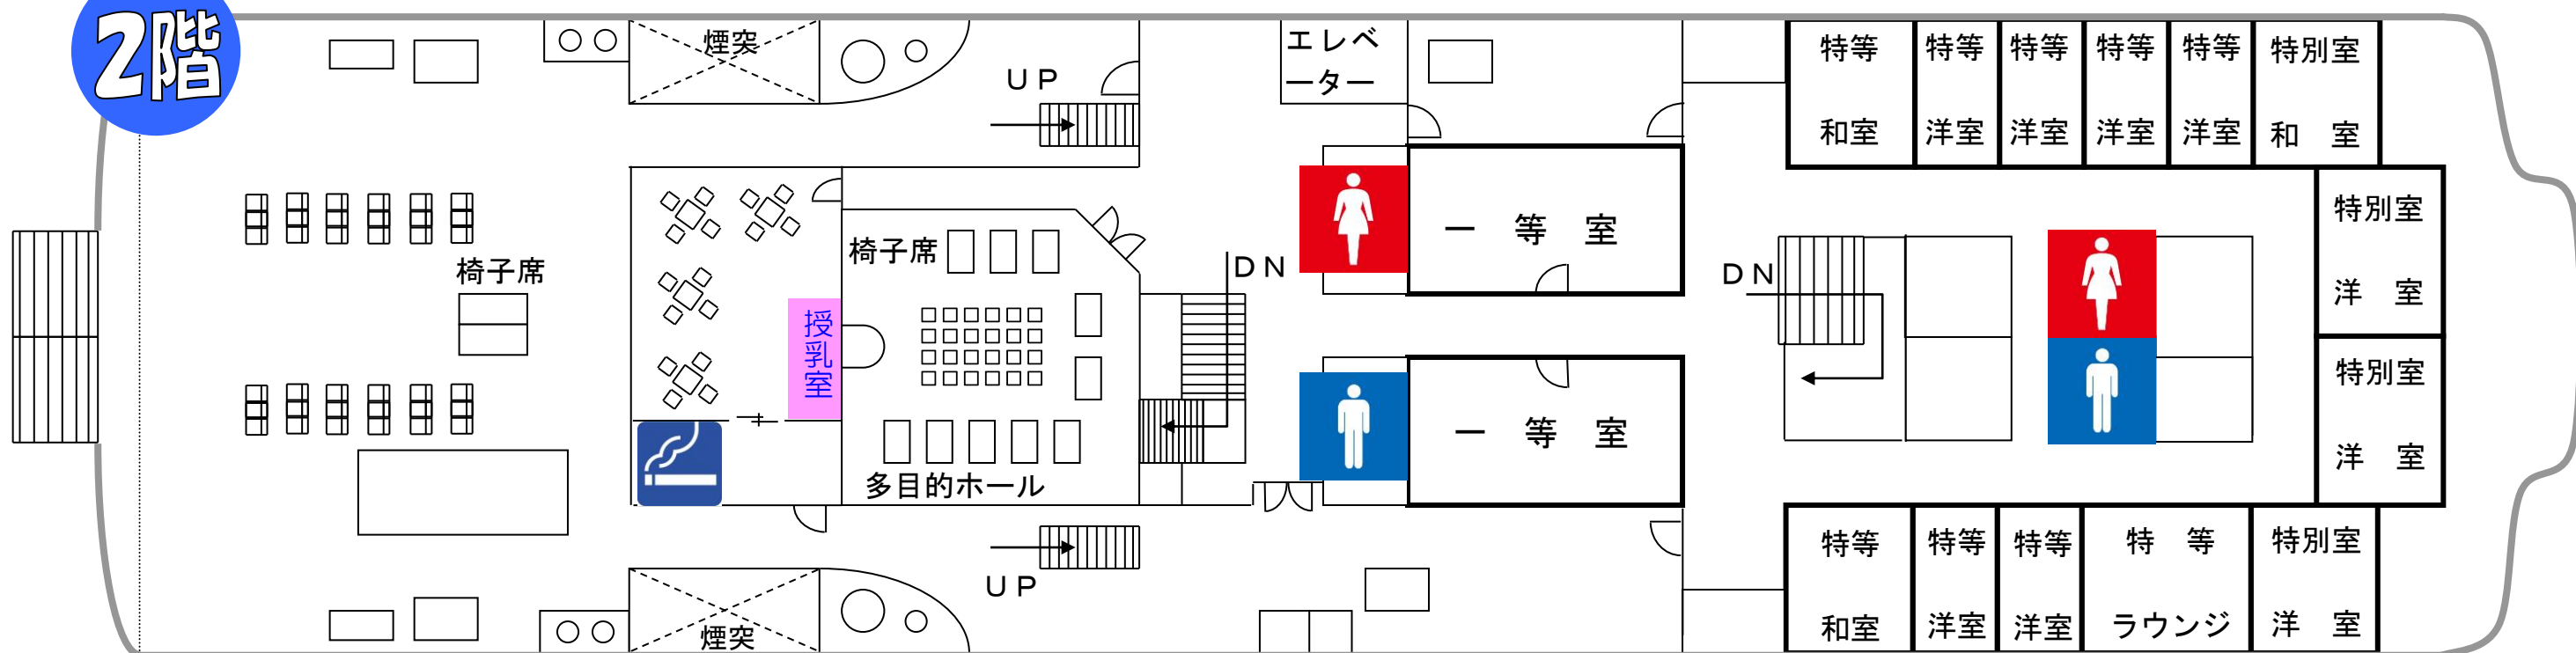 2階
煙突
UP
エレベ
ーター
特等
和室
特等
洋室
特等
洋室
特等
洋室
特等
洋室
特別室
和　室
椅子席
椅子席
授乳室
多目的ホール
DN
一　等　室
一　等　室
DN
特別室
洋　室
特別室
洋　室
煙突
UP
特等
和室
特等
洋室
特等
洋室
特　等
ラウンジ
特別室
洋　室